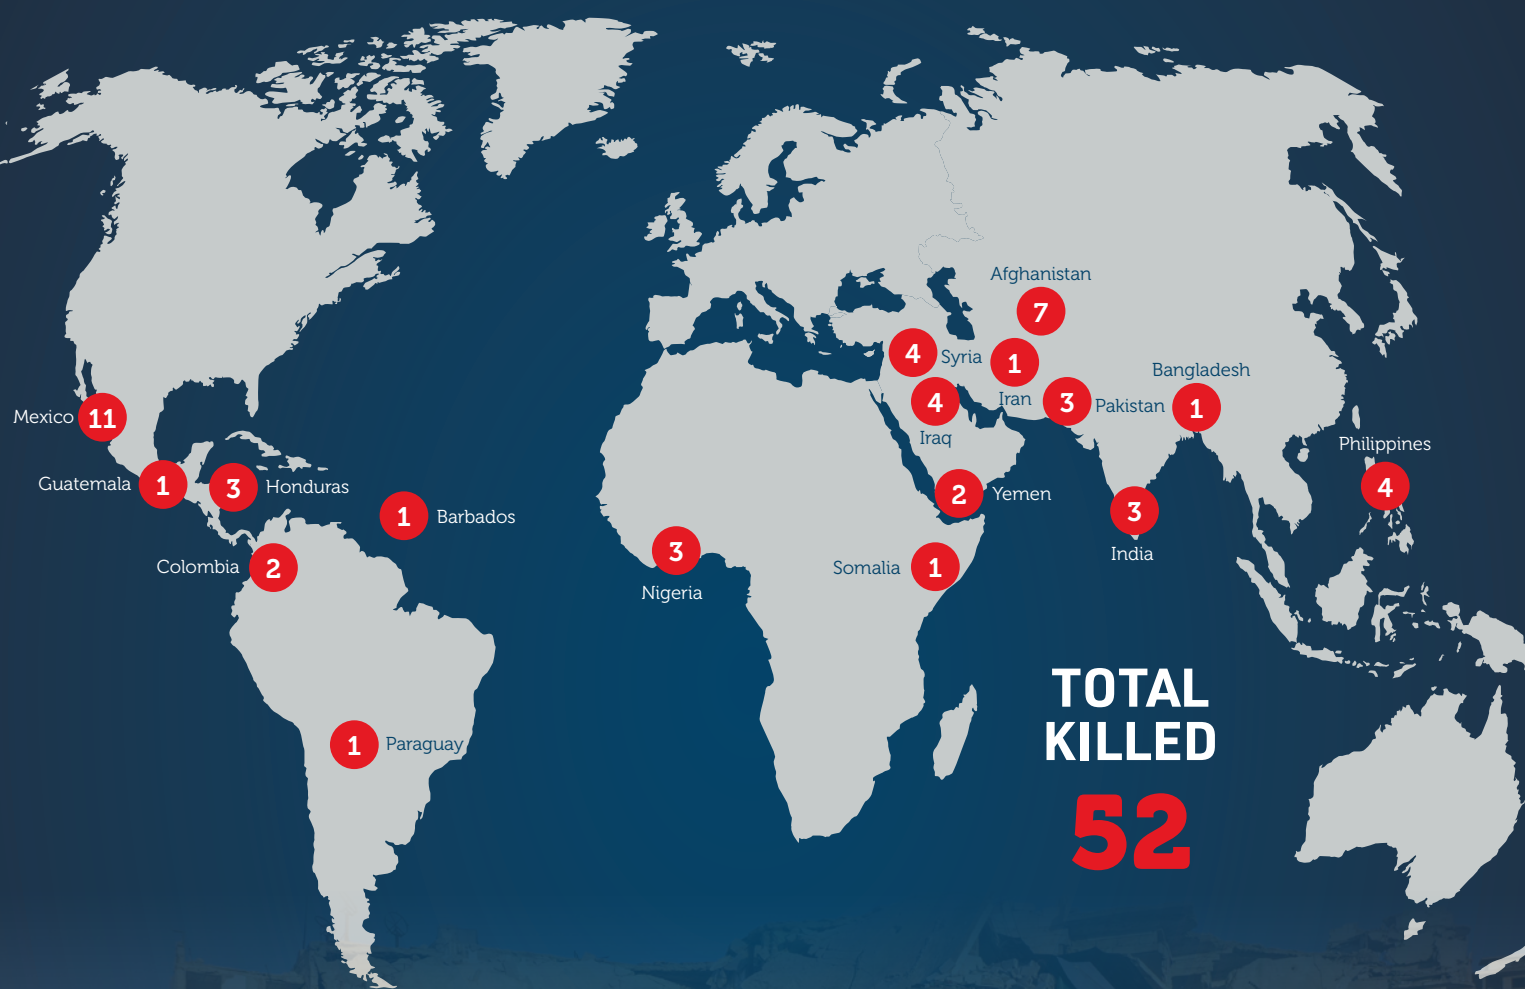 Afghanistan
7
4 Syria
1
Iran
Bangladesh
1
3 Pakistan
4
Iraq
Mexico 11
Philippines
4
Guatemala 1
3 Honduras
2 Yemen
1 Barbados
3
India
Colombia 2
3
Nigeria
Somalia 1
1 Paraguay
TOTAL
KILLED
52